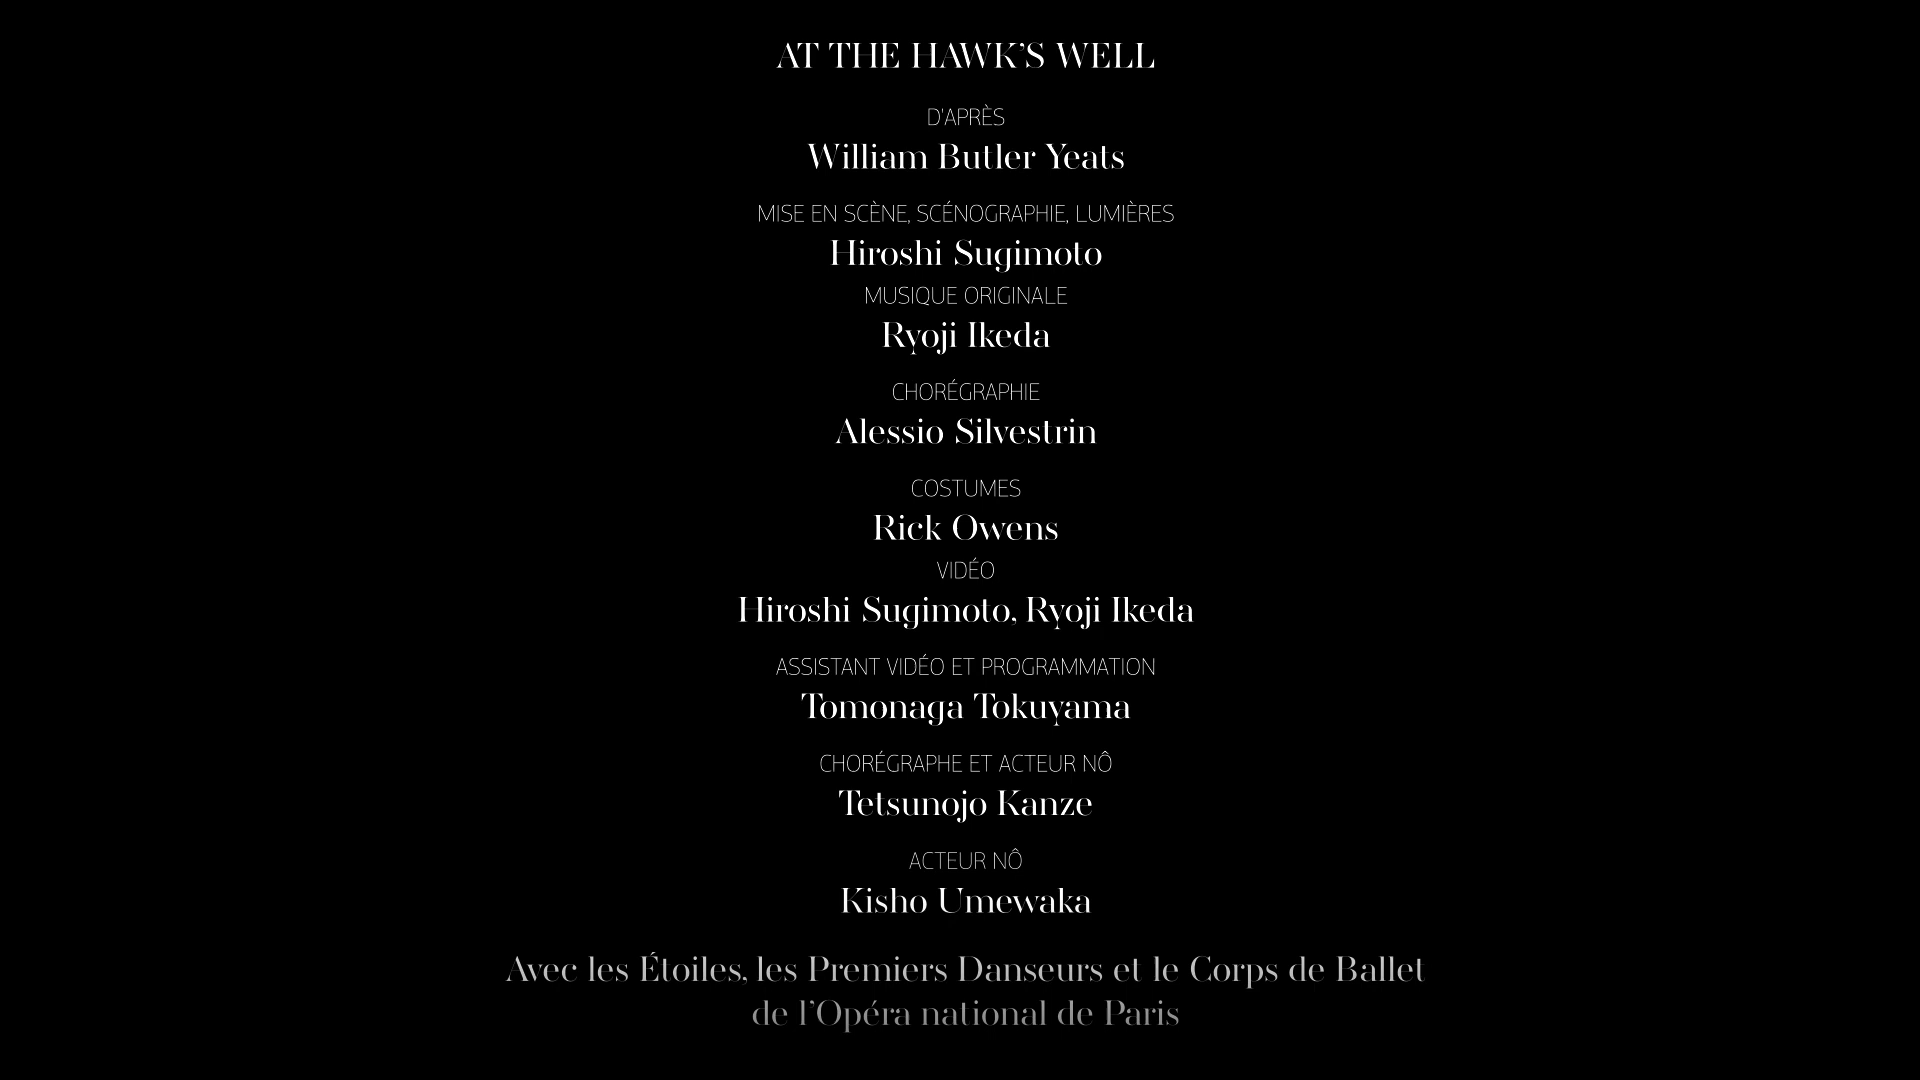 AT THE HAWK’S WELL
D'APRÈS
William Butler Yeats
MISE EN SCÈNE, SCÉNOGRAPHIE, LUMIÈRES
Hiroshi Sugimoto
MUSIQUE ORIGINALE
Ryoji Ikeda
CHORÉGRAPHIE
Alessio Silvestrin
COSTUMES
Rick Owens
VIDÉO
Hiroshi Sugimoto, Ryoji Ikeda
ASSISTANT VIDÉO ET PROGRAMMATION
Tomonaga Tokuyama
CHORÉGRAPHE ET ACTEUR NÔ
Tetsunojo Kanze
ACTEUR NÔ
Kisho Umewaka
Avec les Étoiles, les Premiers Danseurs et le Corps de Ballet
de l’Opéra national de Paris